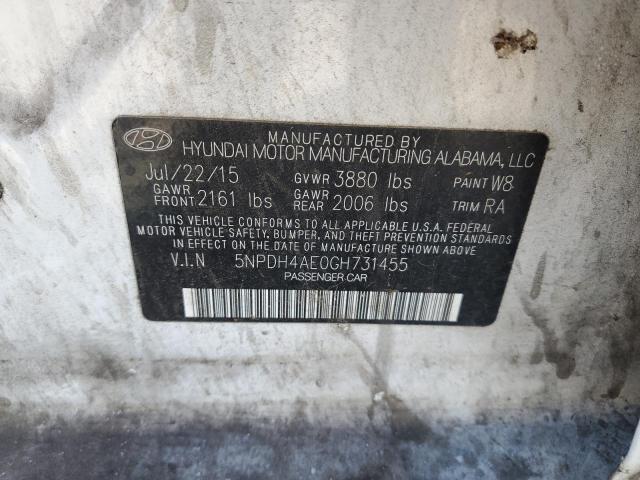 MANUFACTURED BY
HYUNDAI MOTOR MANUFACTURING ALABAMA, LLC
Jul/22/15 GVWR 3880 lbs PAINT W8
GAWR FRONT 2161 lbs GAWR REAR 2006 lbs TRIM RA
THIS VEHICLE CONFORMS TO ALL APPLICABLE U.S.A. FEDERAL
MOTOR VEHICLE SAFETY, BUMPER, AND THEFT PREVENTION
STANDARDS IN EFFECT ON THE DATE OF MANUFACTURE SHOWN ABOVE
V.I.N 5NPDH4AE0GH731455
PASSENGER CAR